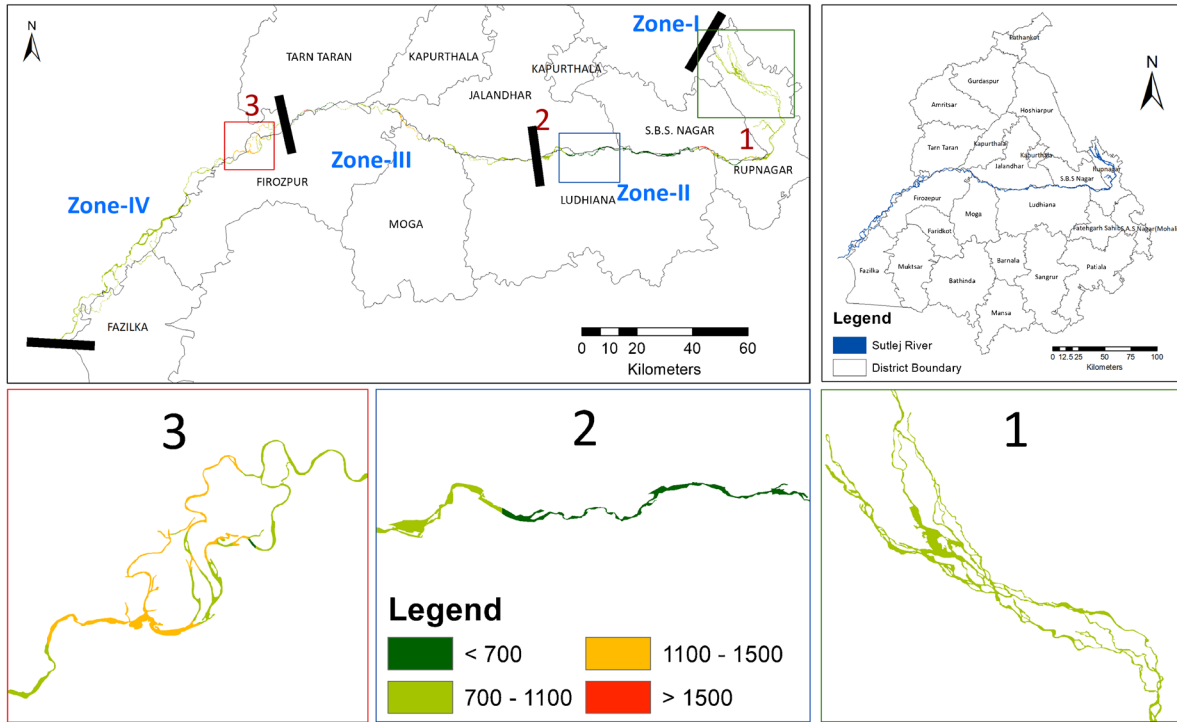 N
Zone-I
TARN TARAN
KAPURTHALA
KAPURTHALA
JALANDHAR
3
2
S.B.S. NAGAR
1
Zone-III
RUPNAGAR
FIROZPUR
Zone-II
LUDHIANA
Zone-IV
MOGA
FAZILKA
0 10 20 40 60
Kilometers
N
Pathankot
Gurdaspur
Amritsar
Hoshiarpur
Tarn Taran
Kapurthala
Kapurthala
Jalandhar
Rupnagar
S.B.S Nagar
Firozepur
Ludhiana
Moga
Faridkot
Fatehgarh Sahib
S.A.S Nagar(Mohali
Barnala
Patiala
Fazilka
Muktsar
Bathinda
Sangrur
Mansa
Legend
Sutlej River
District Boundary
0 12.5 25 50 75 100
Kilometers
3
2
1
Legend
< 700
1100 - 1500
700 - 1100
> 1500